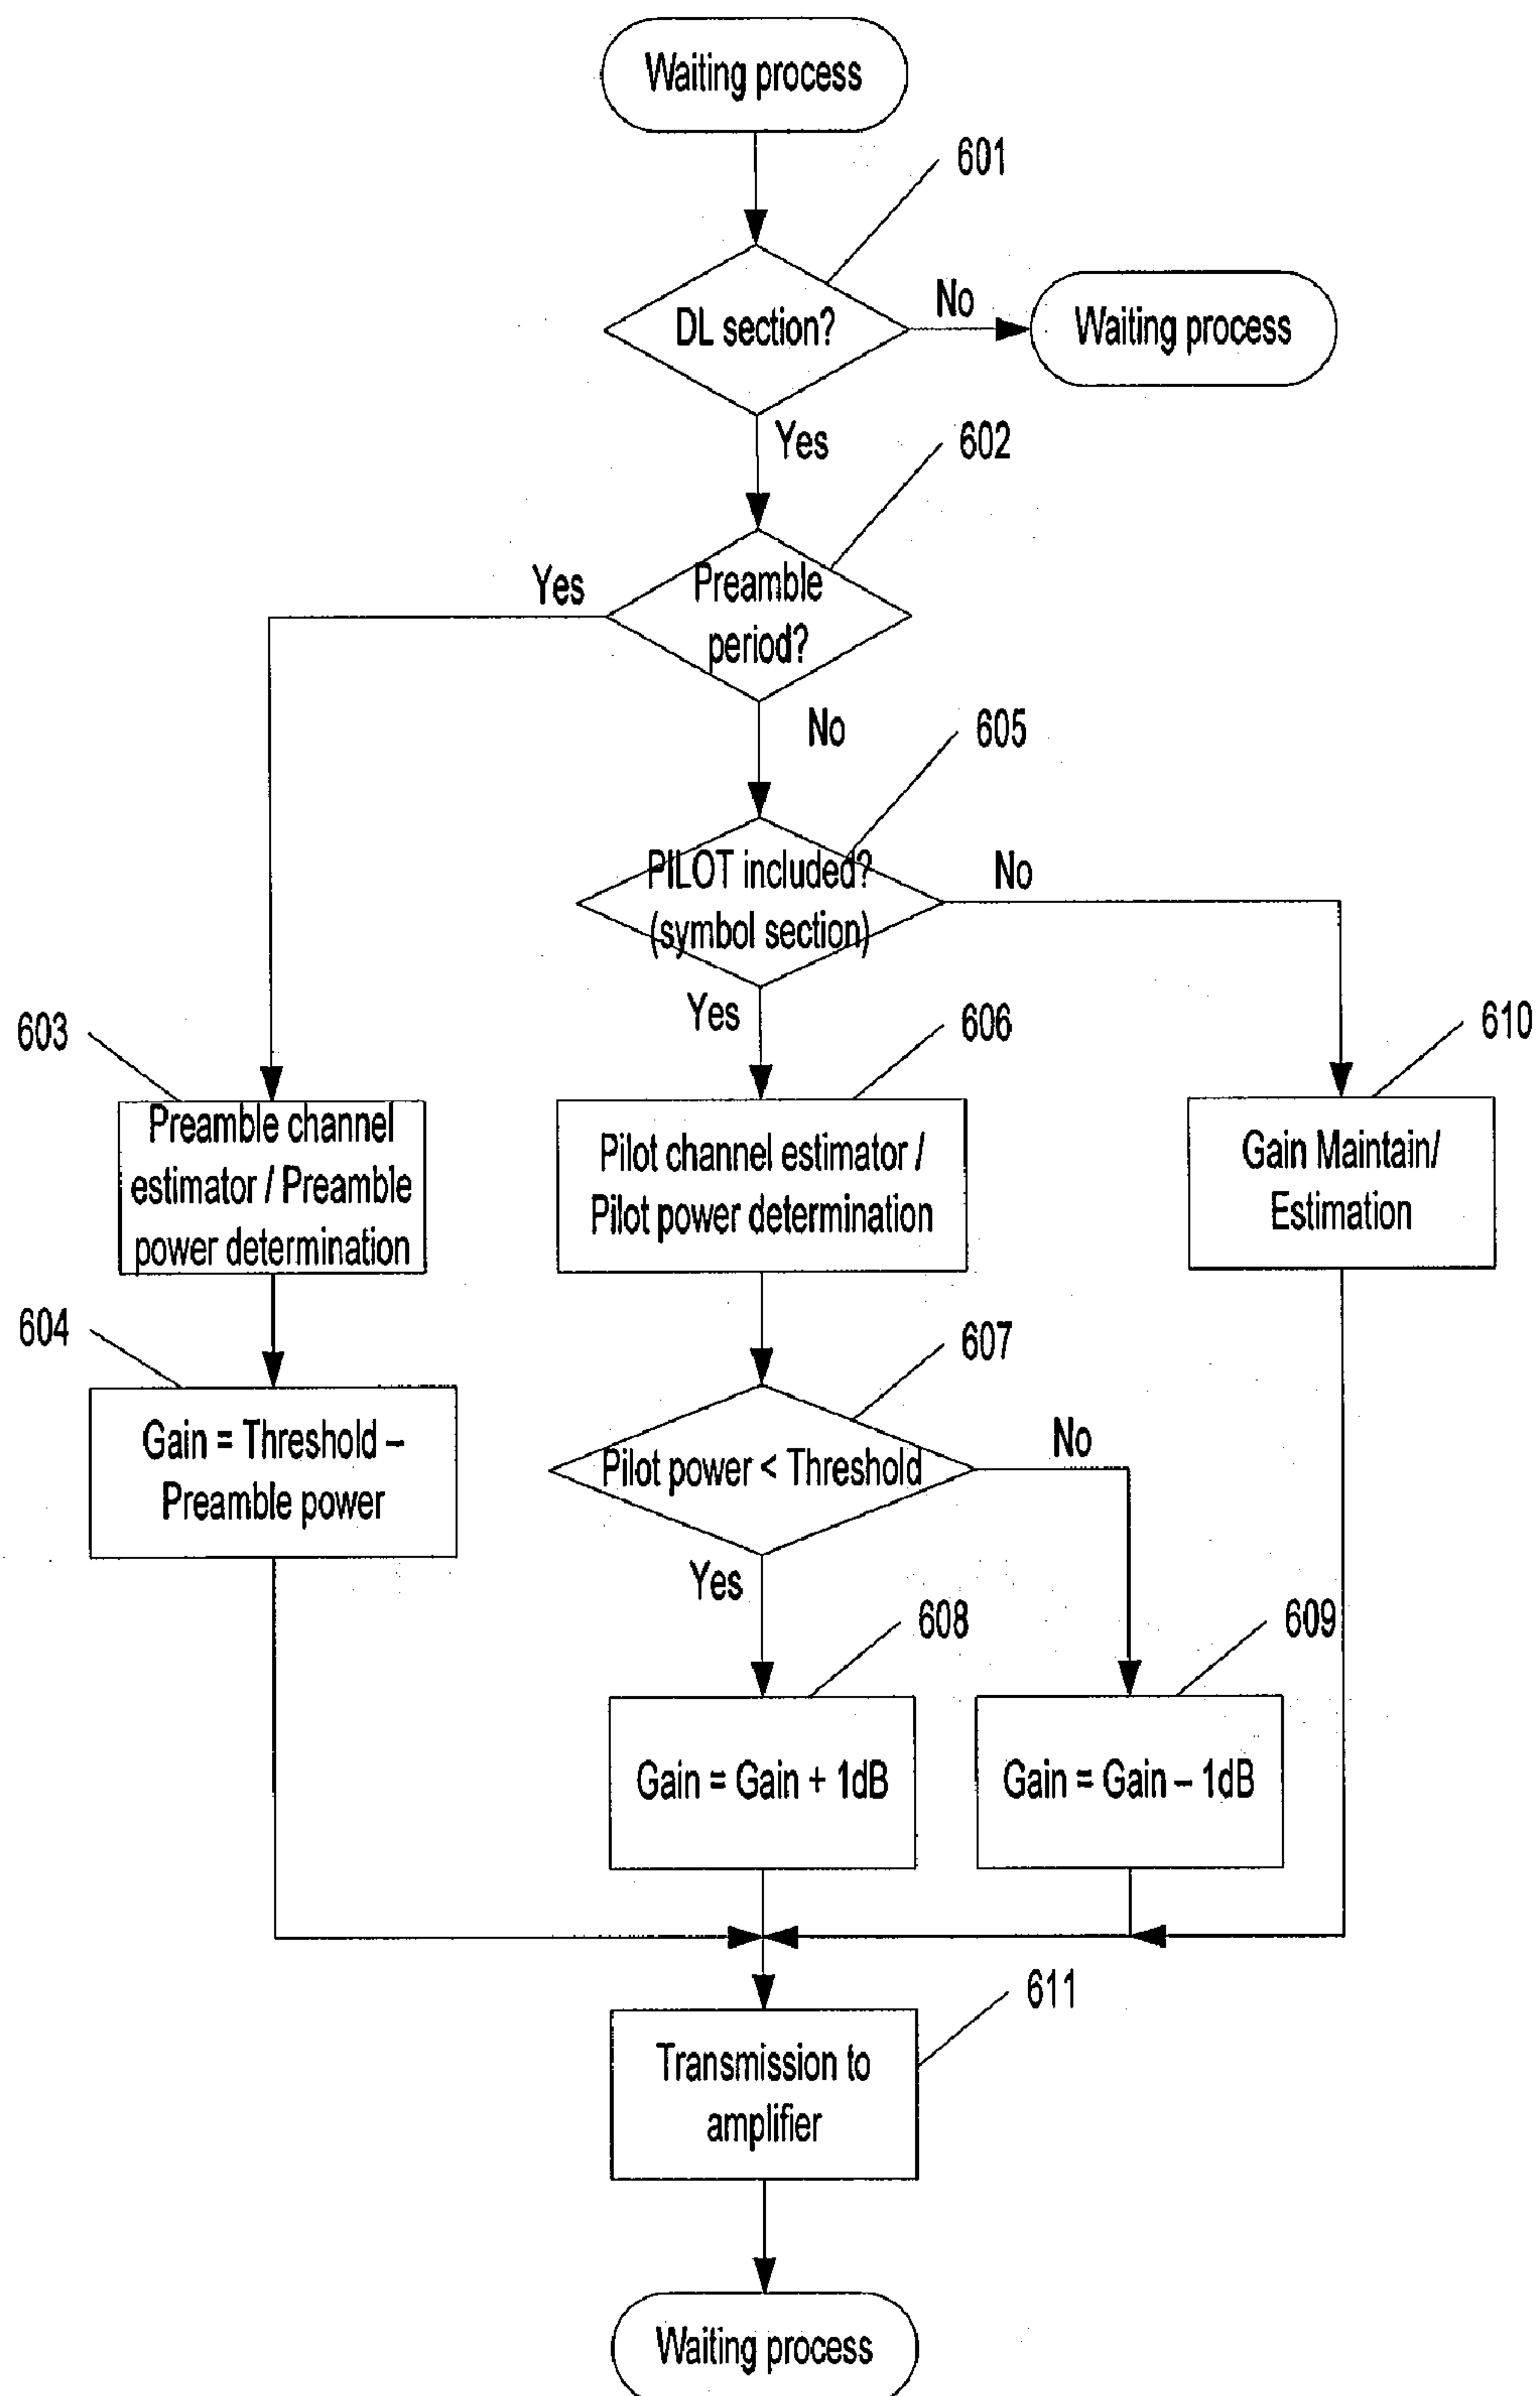 Waiting process
601
DL section?
No
Waiting process
Yes
602
Yes
Preamble
period?
No
605
PILOT included?
(symbol section)
No
Yes
603
606
610
Preamble channel
estimator / Preamble
power determination
Pilot channel estimator /
Pilot power determination
Gain Maintain/
Estimation
604
607
Gain = Threshold –
Preamble power
Pilot power < Threshold
No
Yes
608
609
Gain = Gain + 1dB
Gain = Gain – 1dB
611
Transmission to
amplifier
Waiting process